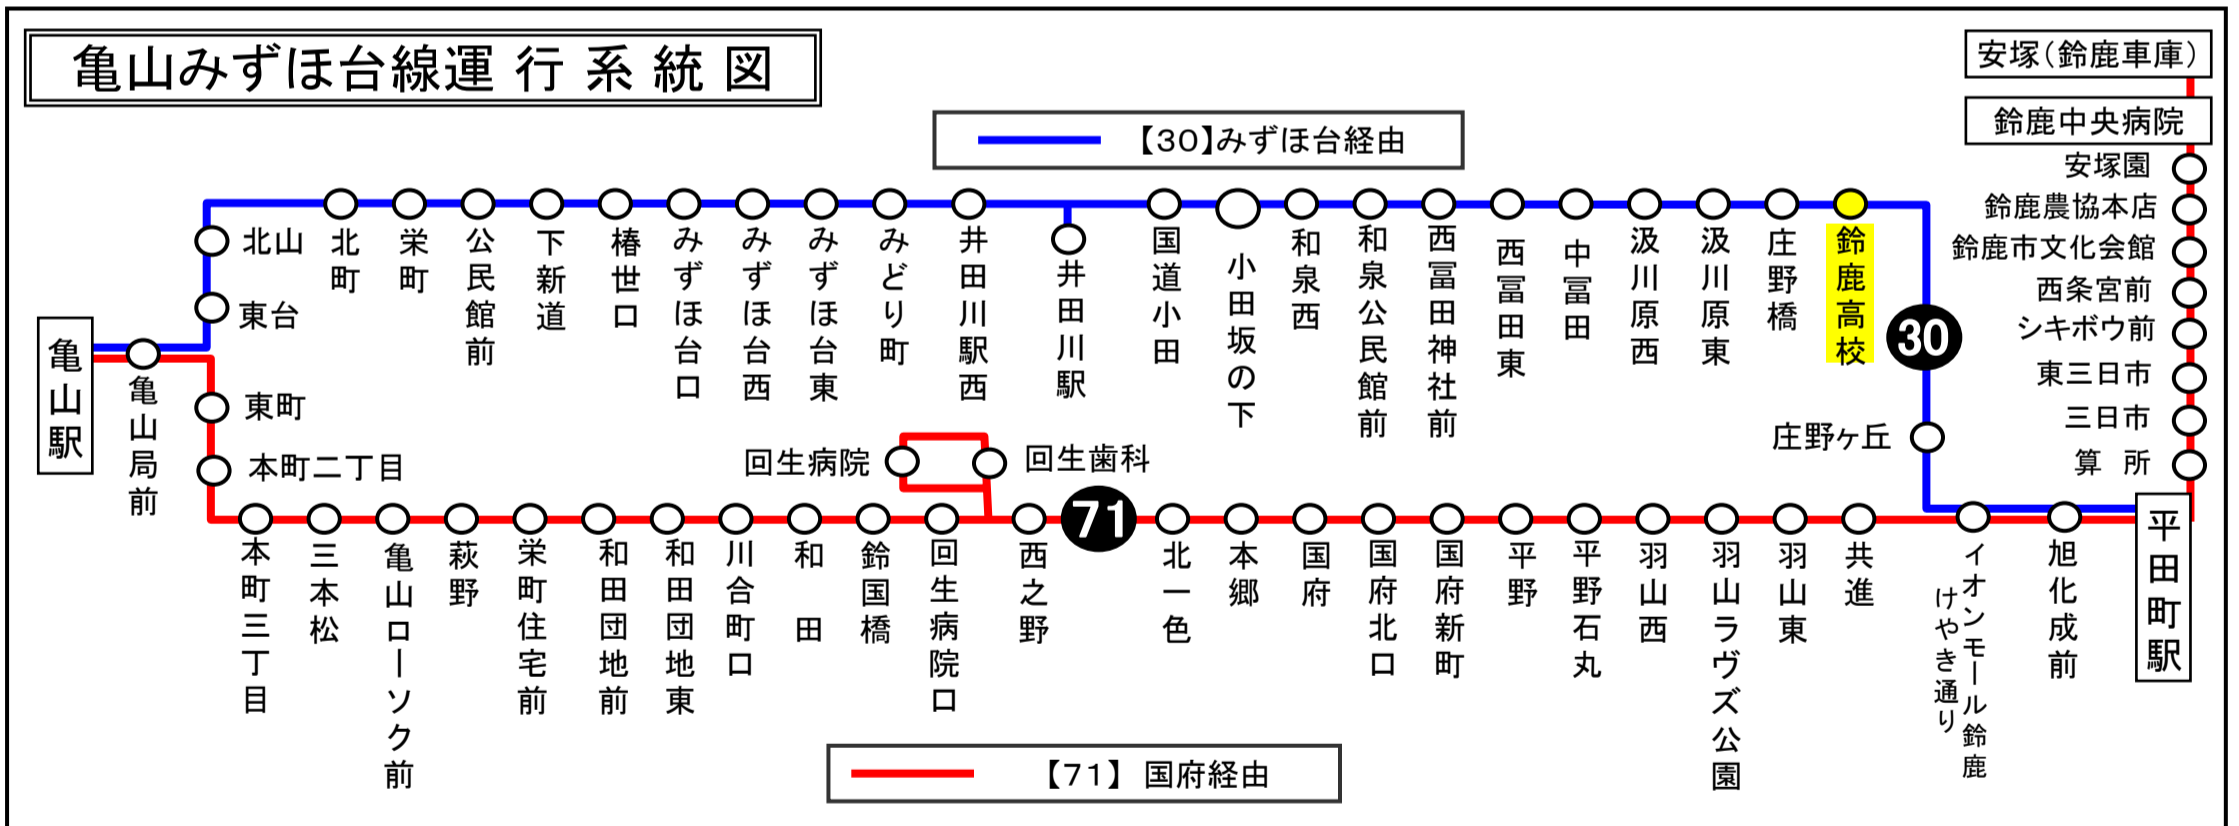 亀山みずほ台線運行系統図
【30】みずほ台経由
安塚（鈴鹿車庫）
鈴鹿中央病院
安塚園
鈴鹿農協本店
鈴鹿市文化会館
西条宮前
シキボウ前
東三日市
三日市
算所
平田町駅
亀山駅
亀山局前
東台
北山
北町
栄町
公民館前
下新道
椿世口
みずほ台口
みずほ台西
みずほ台東
みどり町
井田川駅西
井田川駅
国道小田
小田坂の下
和泉西
和泉公民館前
西冨田神社前
西冨田東
中冨田
汲川原西
汲川原東
庄野橋
鈴鹿高校
30
庄野ヶ丘
東町
本町二丁目
本町三丁目
三本松
亀山ローソク前
萩野
栄町住宅前
和田団地前
和田団地東
川合町口
和田
鈴国橋
回生病院口
回生病院
回生歯科
西之野
71
北一色
本郷
国府
国府北口
国府新町
平野
平野石丸
羽山西
羽山ラヴズ公園
羽山東
共進
イオンモール鈴鹿
けやき通り
旭化成前
【71】国府経由